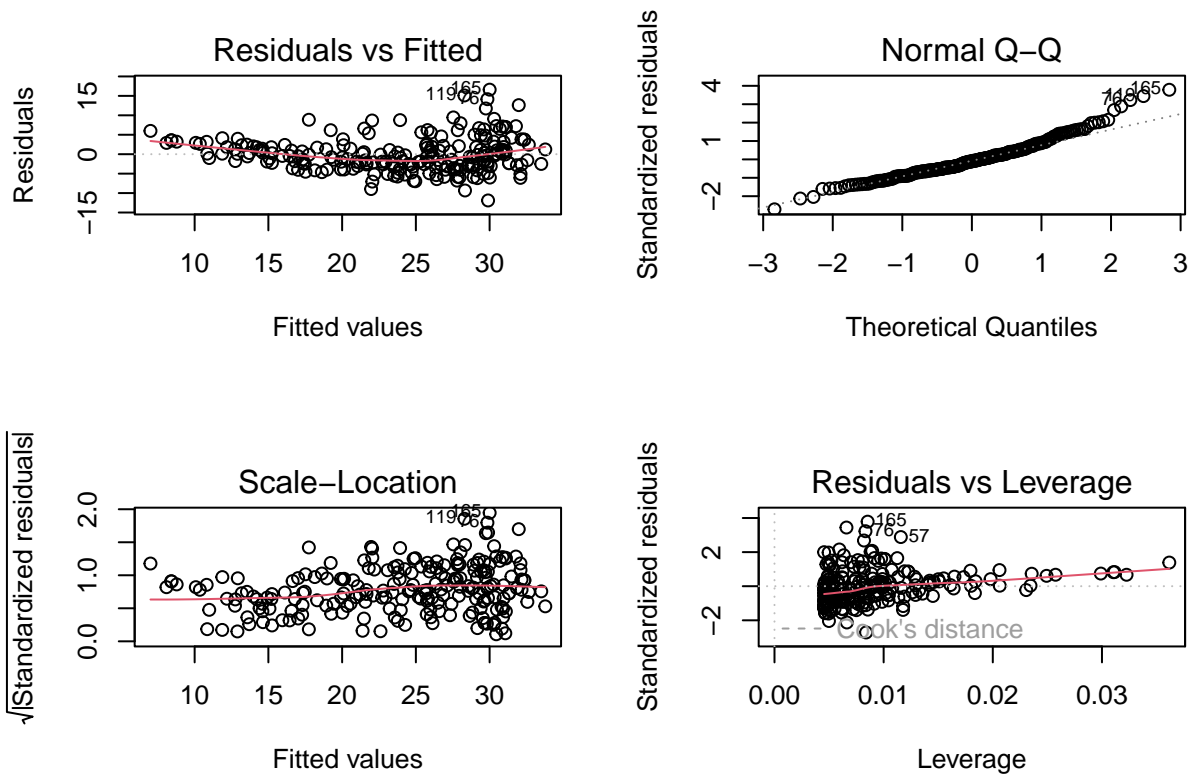 Residuals vs Fitted
Residuals
15
0
−15
165
119
76
10 15 20 25 30
Fitted values
Normal Q−Q
Standardized residuals
4
1
−2
165
119
76
−3 −2 −1 0 1 2 3
Theoretical Quantiles
Scale−Location
√|Standardized residuals|
2.0
1.0
0.0
165
119
76
10 15 20 25 30
Fitted values
Residuals vs Leverage
Standardized residuals
2
−2
165
76
57
Cook's distance
0.00 0.01 0.02 0.03
Leverage